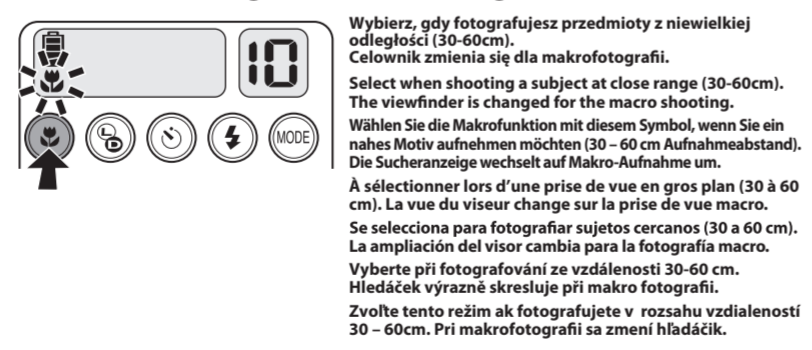 10
MODE
Wybierz, gdy fotografujesz przedmioty z niewielkiej
odległości (30-60cm).
Celownik zmienia się dla makrofotografii.
Select when shooting a subject at close range (30-60cm).
The viewfinder is changed for the macro shooting.
Wählen Sie die Makrofunktion mit diesem Symbol, wenn Sie ein
nahes Motiv aufnehmen möchten (30 – 60 cm Aufnahmeabstand).
Die Sucheranzeige wechselt auf Makro-Aufnahme um.
À sélectionner lors d'une prise de vue en gros plan (30 à 60
cm). La vue du viseur change sur la prise de vue macro.
Se selecciona para fotografiar sujetos cercanos (30 a 60 cm).
La ampliación del visor cambia para la fotografía macro.
Vyberte při fotografování ze vzdálenosti 30-60 cm.
Hledáček výrazně skresluje při makro fotografii.
Zvoľte tento režim ak fotografujete v rozsahu vzdialeností
30 – 60cm. Pri makrofotografii sa zmení hľadáčik.